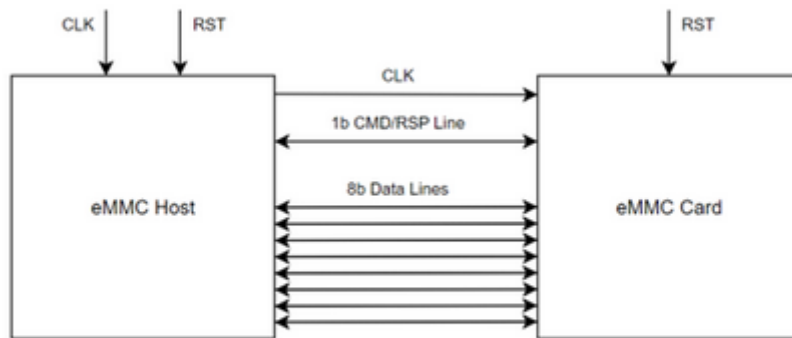 CLK
RST
RST
CLK
1b CMD/RSP Line
8b Data Lines
eMMC Host
eMMC Card